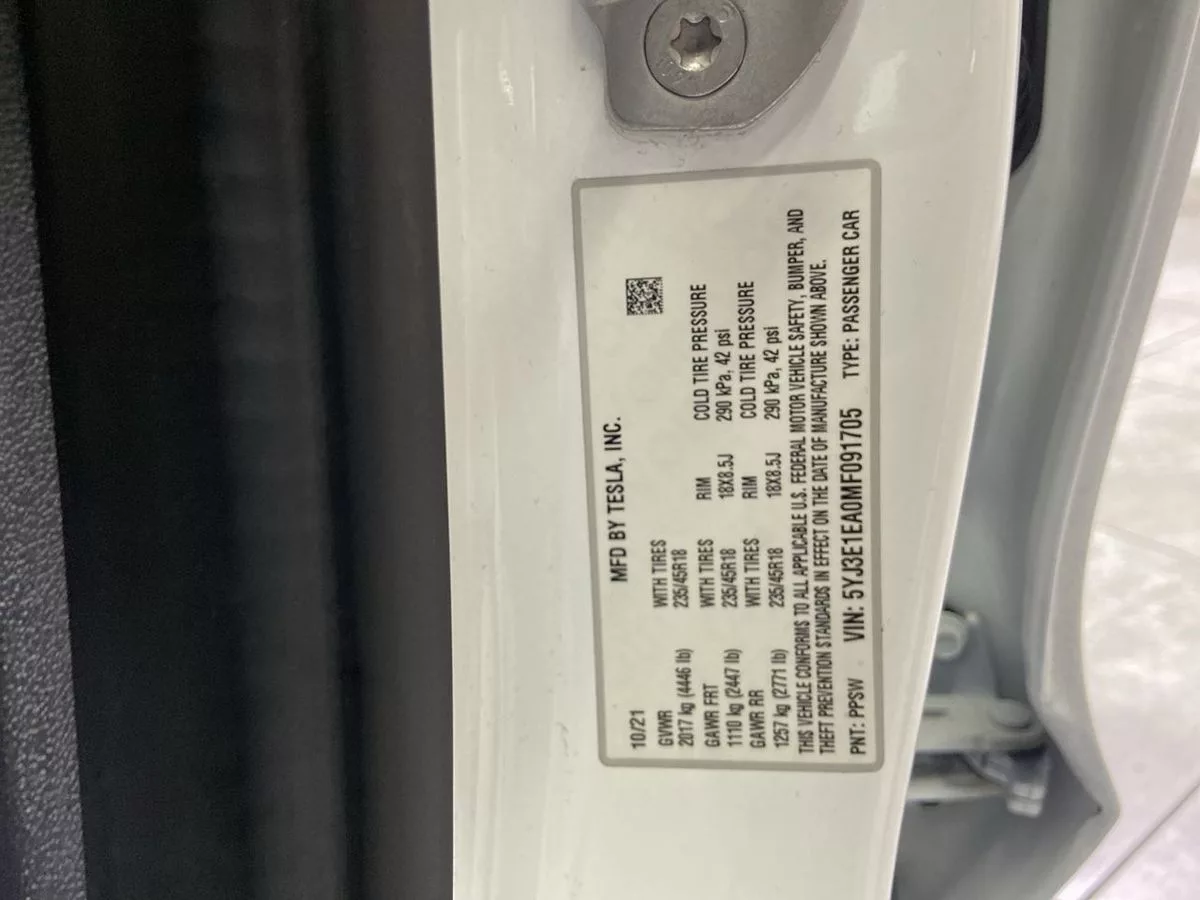 MFD BY TESLA, INC.
10/21
GVWR WITH TIRES
2017 kg (4446 lb) 235/45R18
GAWR FRT WITH TIRES RIM COLD TIRE PRESSURE
1110 kg (2447 lb) 235/45R18 18X8.5J 290 kPa, 42 psi
GAWR RR WITH TIRES RIM COLD TIRE PRESSURE
1257 kg (2771 lb) 235/45R18 18X8.5J 290 kPa, 42 psi
THIS VEHICLE CONFORMS TO ALL APPLICABLE U.S. FEDERAL MOTOR VEHICLE SAFETY, BUMPER, AND
THEFT PREVENTION STANDARDS IN EFFECT ON THE DATE OF MANUFACTURE SHOWN ABOVE.
PNT: PPSW VIN: 5YJ3E1EA0MF091705 TYPE: PASSENGER CAR